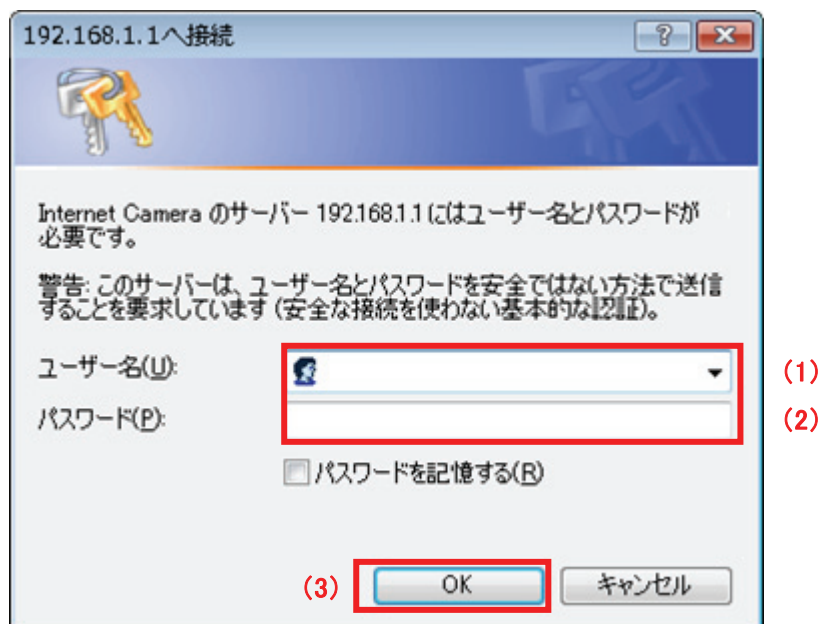 192.168.1.1へ接続
Internet Camera のサーバー 192.168.1.1 にはユーザー名とパスワードが
必要です。
警告: このサーバーは、ユーザー名とパスワードを安全ではない方法で送信
することを要求しています (安全な接続を使わない基本的な認証)。
ユーザー名(U): (1)
パスワード(P): (2)
パスワードを記憶する(R)
(3) OK キャンセル